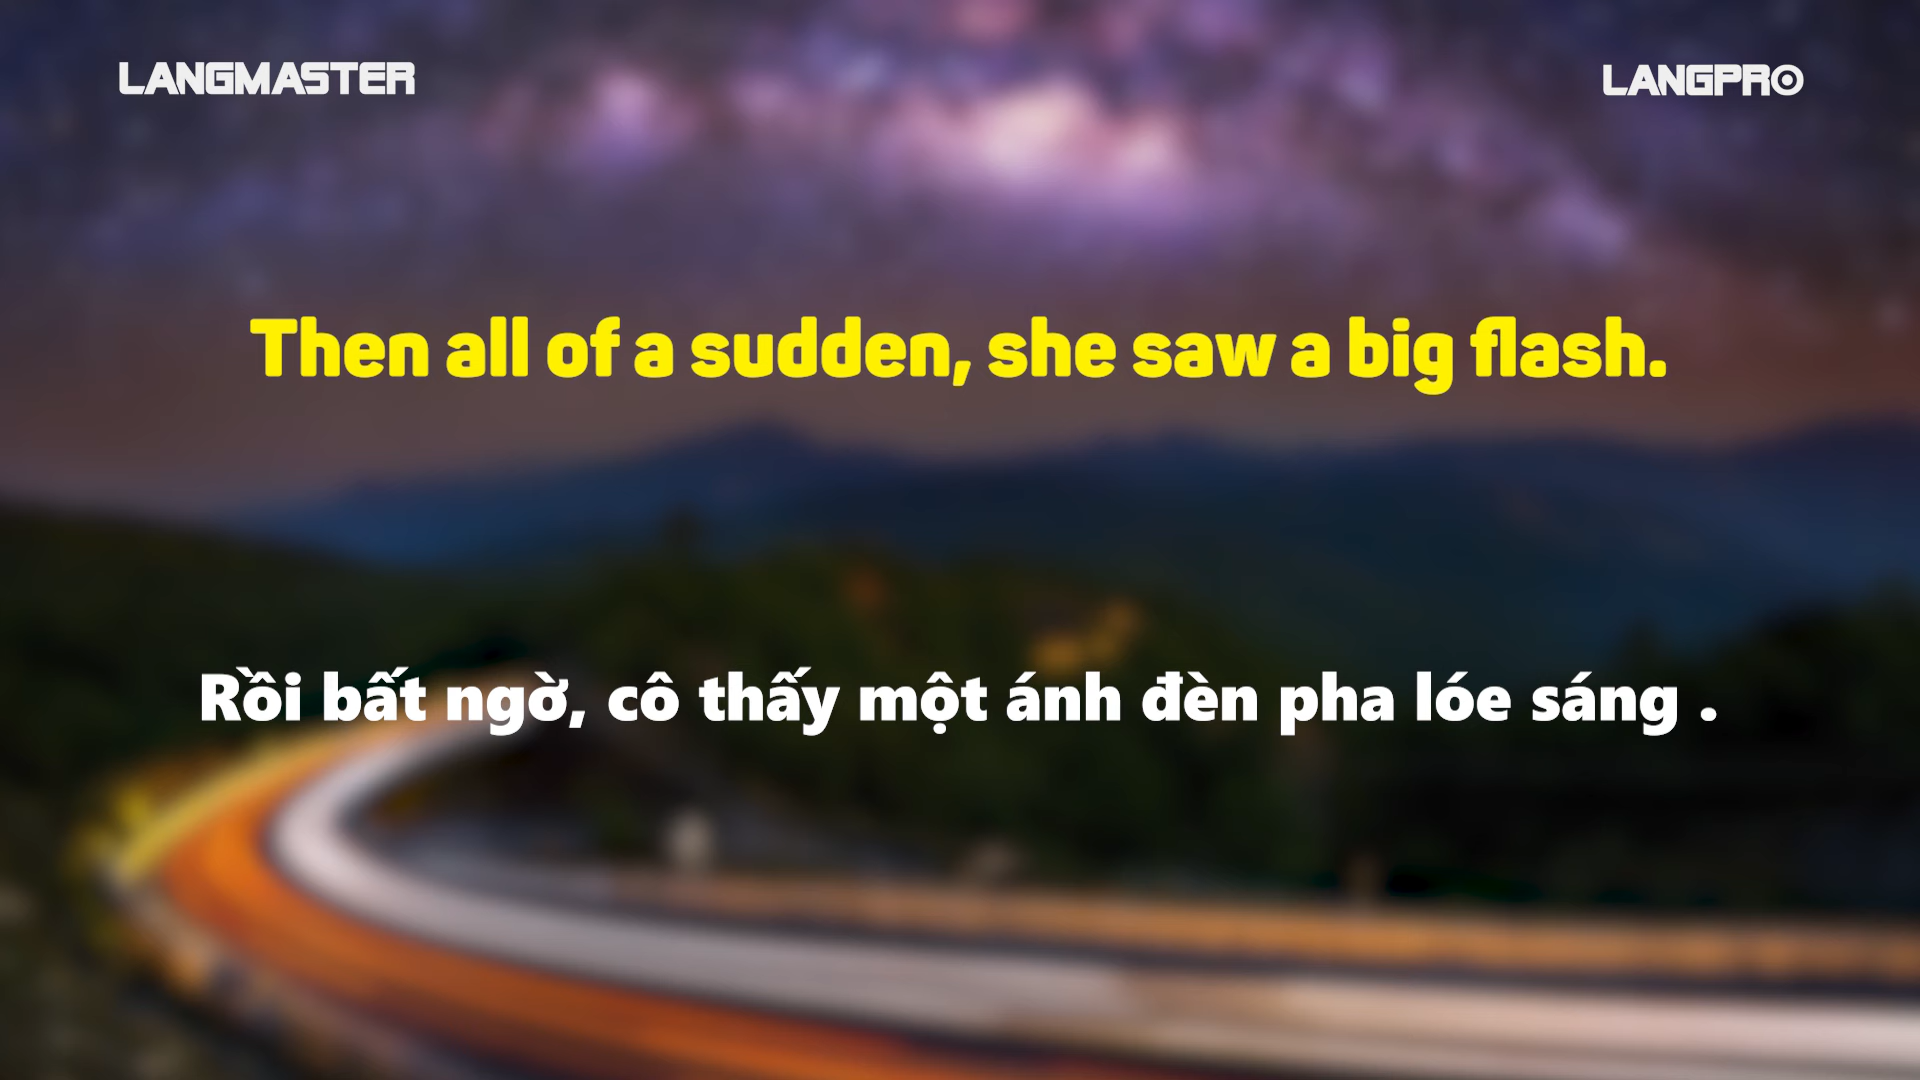 LANGMASTER
LANGPRO
Then all of a sudden, she saw a big flash.
Rồi bất ngờ, cô thấy một ánh đèn pha lóe sáng .